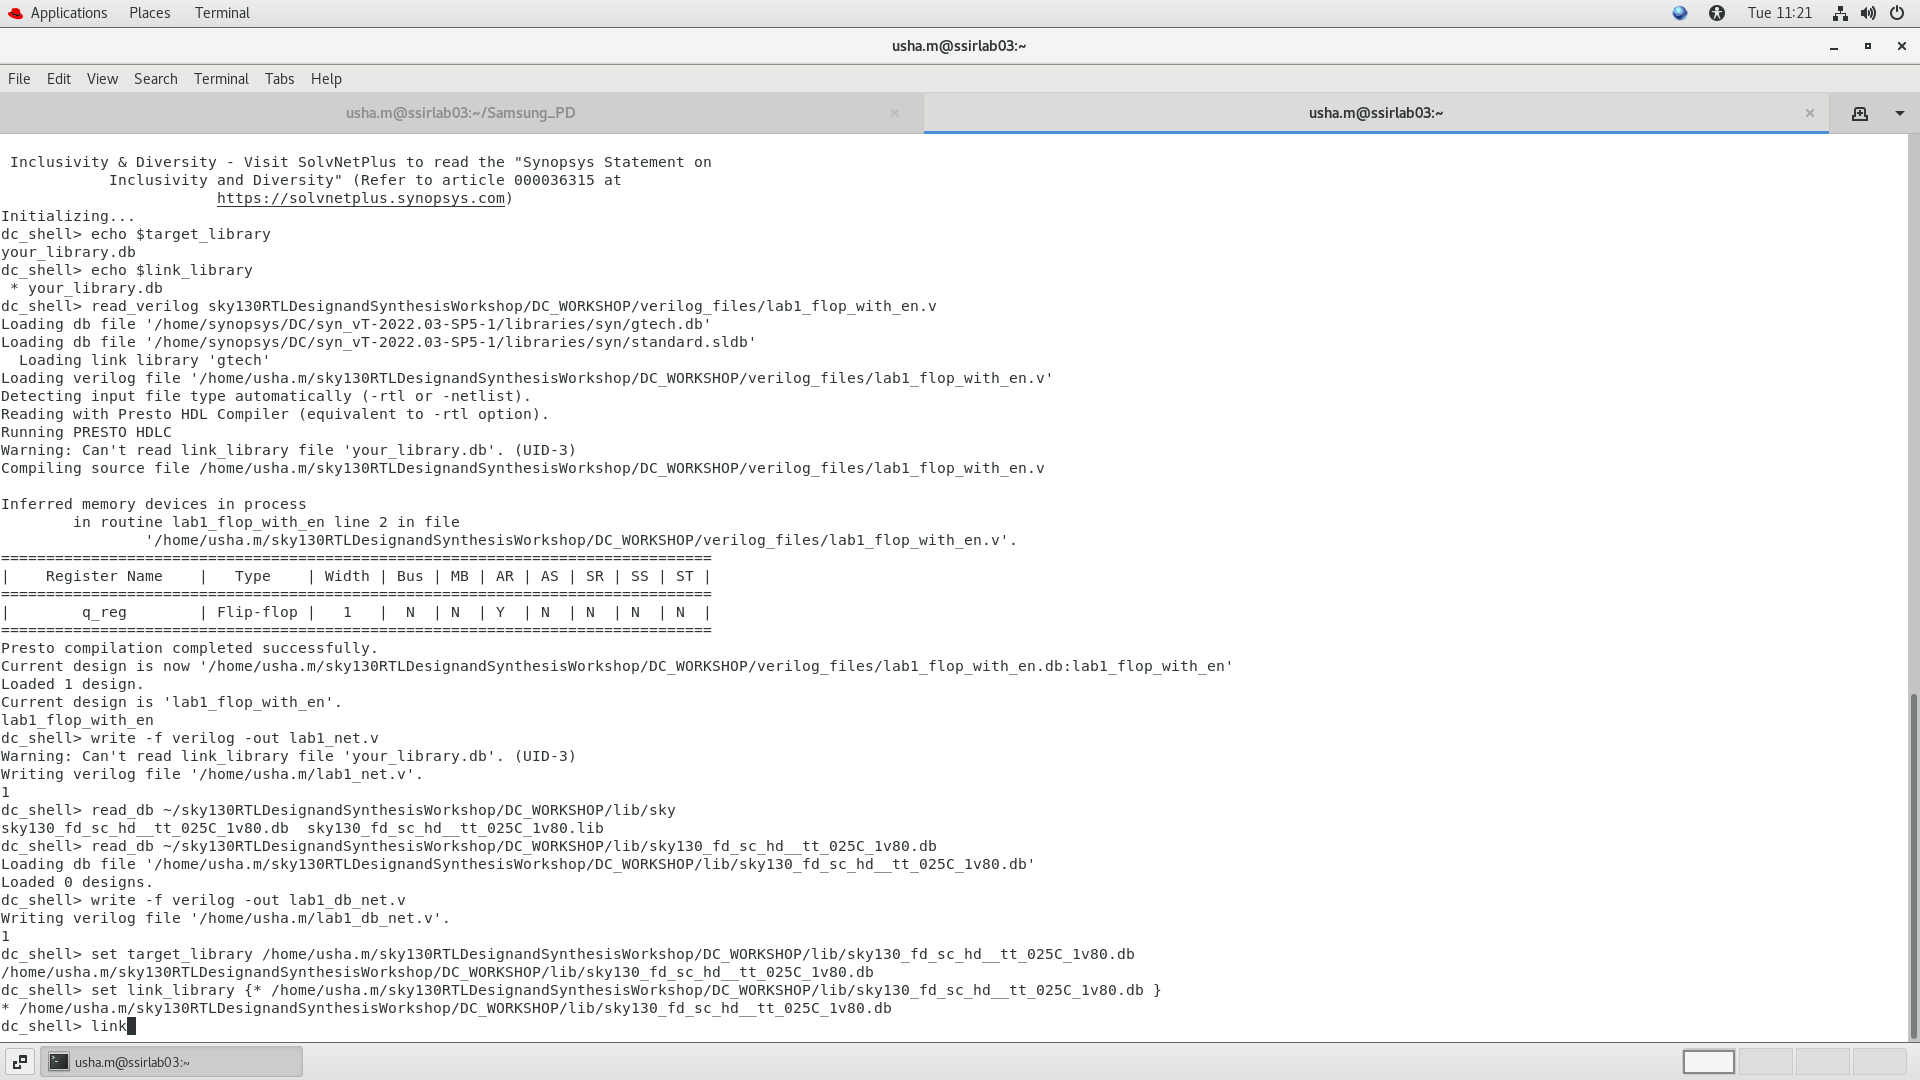 Applications Places Terminal Tue 11:21
usha.m@ssirlab03:~
File Edit View Search Terminal Tabs Help
usha.m@ssirlab03:~/Samsung_PD × usha.m@ssirlab03:~ ×
Inclusivity & Diversity - Visit SolvNetPlus to read the "Synopsys Statement on
Inclusivity and Diversity" (Refer to article 000036315 at
https://solvnetplus.synopsys.com)
Initializing...
dc_shell> echo $target_library
your_library.db
dc_shell> echo $link_library
* your_library.db
dc_shell> read_verilog sky130RTLDesignandSynthesisWorkshop/DC_WORKSHOP/verilog_files/lab1_flop_with_en.v
Loading db file '/home/synopsys/DC/syn_vT-2022.03-SP5-1/libraries/syn/gtech.db'
Loading db file '/home/synopsys/DC/syn_vT-2022.03-SP5-1/libraries/syn/standard.sldb'
Loading link library 'gtech'
Loading verilog file '/home/usha.m/sky130RTLDesignandSynthesisWorkshop/DC_WORKSHOP/verilog_files/lab1_flop_with_en.v'
Detecting input file type automatically (-rtl or -netlist).
Reading with Presto HDL Compiler (equivalent to -rtl option).
Running PRESTO HDLC
Warning: Can't read link_library file 'your_library.db'. (UID-3)
Compiling source file /home/usha.m/sky130RTLDesignandSynthesisWorkshop/DC_WORKSHOP/verilog_files/lab1_flop_with_en.v
Inferred memory devices in process
in routine lab1_flop_with_en line 2 in file
'/home/usha.m/sky130RTLDesignandSynthesisWorkshop/DC_WORKSHOP/verilog_files/lab1_flop_with_en.v'.
===============================================================================
| Register Name | Type | Width | Bus | MB | AR | AS | SR | SS | ST |
===============================================================================
| q_reg | Flip-flop | 1 | N | N | Y | N | N | N | N |
===============================================================================
Presto compilation completed successfully.
Current design is now '/home/usha.m/sky130RTLDesignandSynthesisWorkshop/DC_WORKSHOP/verilog_files/lab1_flop_with_en.db:lab1_flop_with_en'
Loaded 1 design.
Current design is 'lab1_flop_with_en'.
lab1_flop_with_en
dc_shell> write -f verilog -out lab1_net.v
Warning: Can't read link_library file 'your_library.db'. (UID-3)
Writing verilog file '/home/usha.m/lab1_net.v'.
1
dc_shell> read_db ~/sky130RTLDesignandSynthesisWorkshop/DC_WORKSHOP/lib/sky
sky130_fd_sc_hd__tt_025C_1v80.db sky130_fd_sc_hd__tt_025C_1v80.lib
dc_shell> read_db ~/sky130RTLDesignandSynthesisWorkshop/DC_WORKSHOP/lib/sky130_fd_sc_hd__tt_025C_1v80.db
Loading db file '/home/usha.m/sky130RTLDesignandSynthesisWorkshop/DC_WORKSHOP/lib/sky130_fd_sc_hd__tt_025C_1v80.db'
Loaded 0 designs.
dc_shell> write -f verilog -out lab1_db_net.v
Writing verilog file '/home/usha.m/lab1_db_net.v'.
1
dc_shell> set target_library /home/usha.m/sky130RTLDesignandSynthesisWorkshop/DC_WORKSHOP/lib/sky130_fd_sc_hd__tt_025C_1v80.db
/home/usha.m/sky130RTLDesignandSynthesisWorkshop/DC_WORKSHOP/lib/sky130_fd_sc_hd__tt_025C_1v80.db
dc_shell> set link_library {* /home/usha.m/sky130RTLDesignandSynthesisWorkshop/DC_WORKSHOP/lib/sky130_fd_sc_hd__tt_025C_1v80.db }
* /home/usha.m/sky130RTLDesignandSynthesisWorkshop/DC_WORKSHOP/lib/sky130_fd_sc_hd__tt_025C_1v80.db
dc_shell> link
usha.m@ssirlab03:~